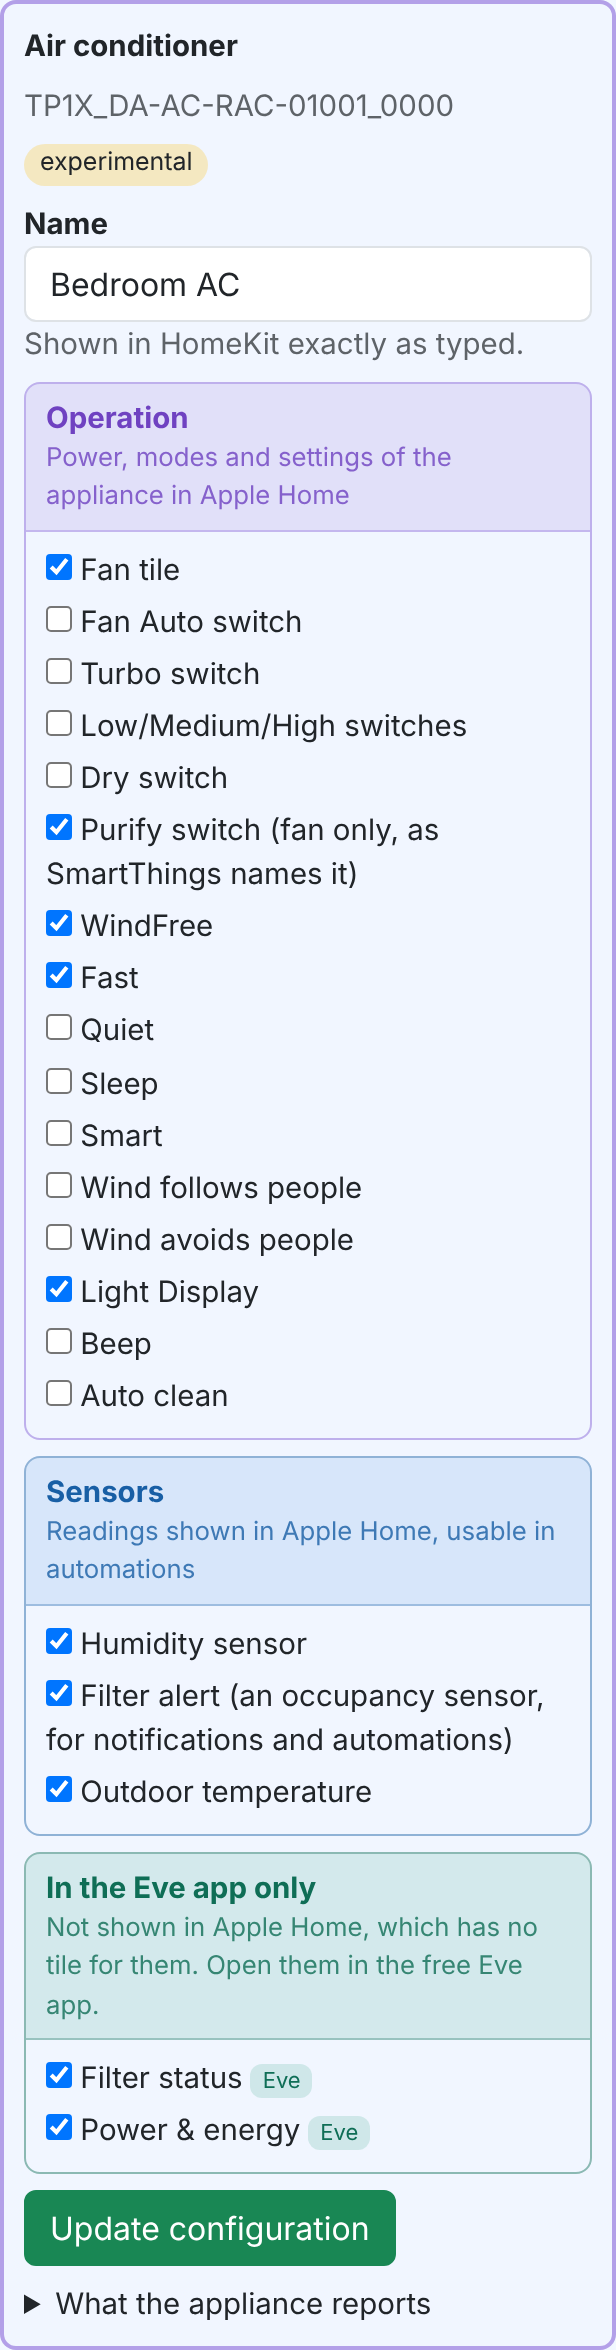 Air conditioner
TP1X_DA-AC-RAC-01001_0000
experimental
Name
Bedroom AC
Shown in HomeKit exactly as typed.
Operation
Power, modes and settings of the
appliance in Apple Home
Fan tile
Fan Auto switch
Turbo switch
Low/Medium/High switches
Dry switch
Purify switch (fan only, as
SmartThings names it)
WindFree
Fast
Quiet
Sleep
Smart
Wind follows people
Wind avoids people
Light Display
Beep
Auto clean
Sensors
Readings shown in Apple Home, usable in
automations
Humidity sensor
Filter alert (an occupancy sensor,
for notifications and automations)
Outdoor temperature
In the Eve app only
Not shown in Apple Home, which has no
tile for them. Open them in the free Eve
app.
Filter status Eve
Power & energy Eve
Update configuration
What the appliance reports